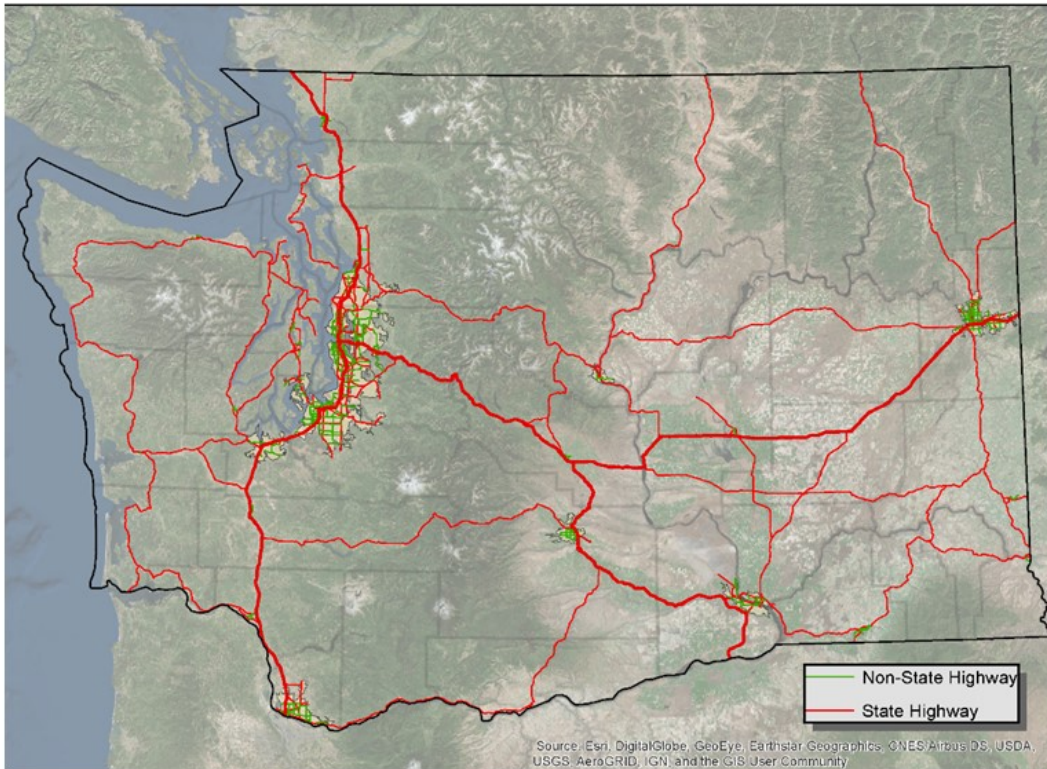 Non-State Highway
State Highway
Source: Esri, DigitalGlobe, GeoEye, Earthstar Geographics, CNES/Airbus DS, USDA,
USGS, AeroGRID, IGN, and the GIS User Community